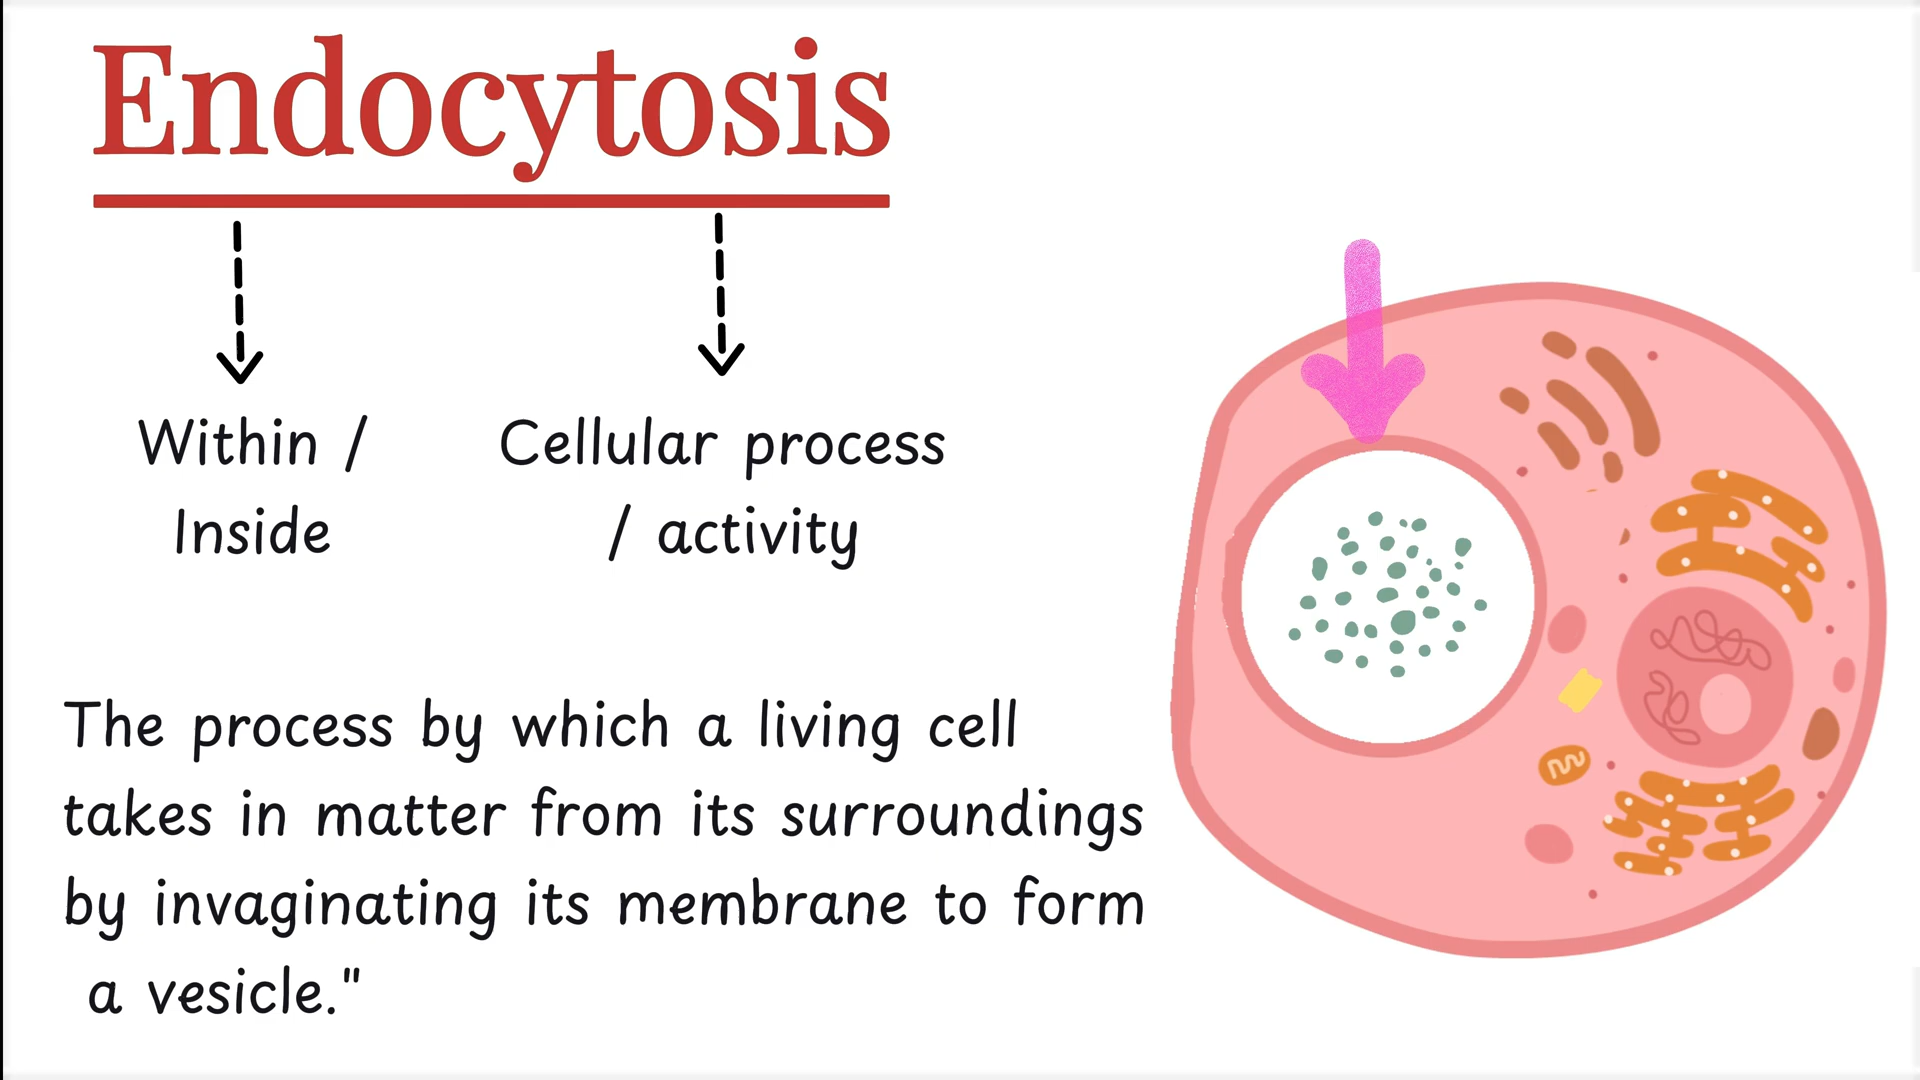 Endocytosis
Within /
Inside
Cellular process
/ activity
The process by which a living cell
takes in matter from its surroundings
by invaginating its membrane to form
a vesicle."